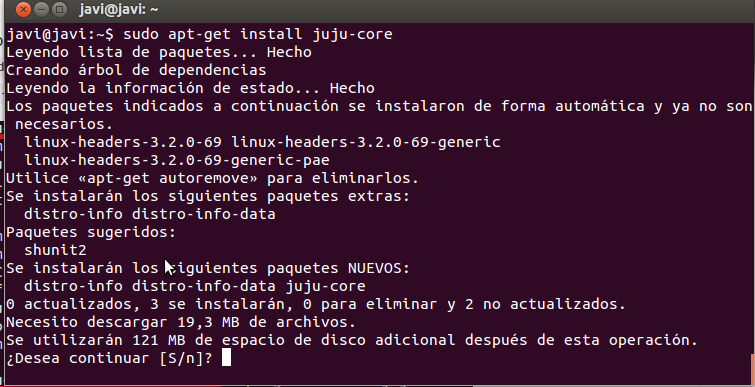 javi@javi: ~
javi@javi:~$ sudo apt-get install juju-core
Leyendo lista de paquetes... Hecho
Creando árbol de dependencias
Leyendo la información de estado... Hecho
Los paquetes indicados a continuación se instalaron de forma automática y ya no son
 necesarios.
  linux-headers-3.2.0-69 linux-headers-3.2.0-69-generic
  linux-headers-3.2.0-69-generic-pae
Utilice «apt-get autoremove» para eliminarlos.
Se instalarán los siguientes paquetes extras:
  distro-info distro-info-data
Paquetes sugeridos:
  shunit2
Se instalarán los siguientes paquetes NUEVOS:
  distro-info distro-info-data juju-core
0 actualizados, 3 se instalarán, 0 para eliminar y 2 no actualizados.
Necesito descargar 19,3 MB de archivos.
Se utilizarán 121 MB de espacio de disco adicional después de esta operación.
¿Desea continuar [S/n]?